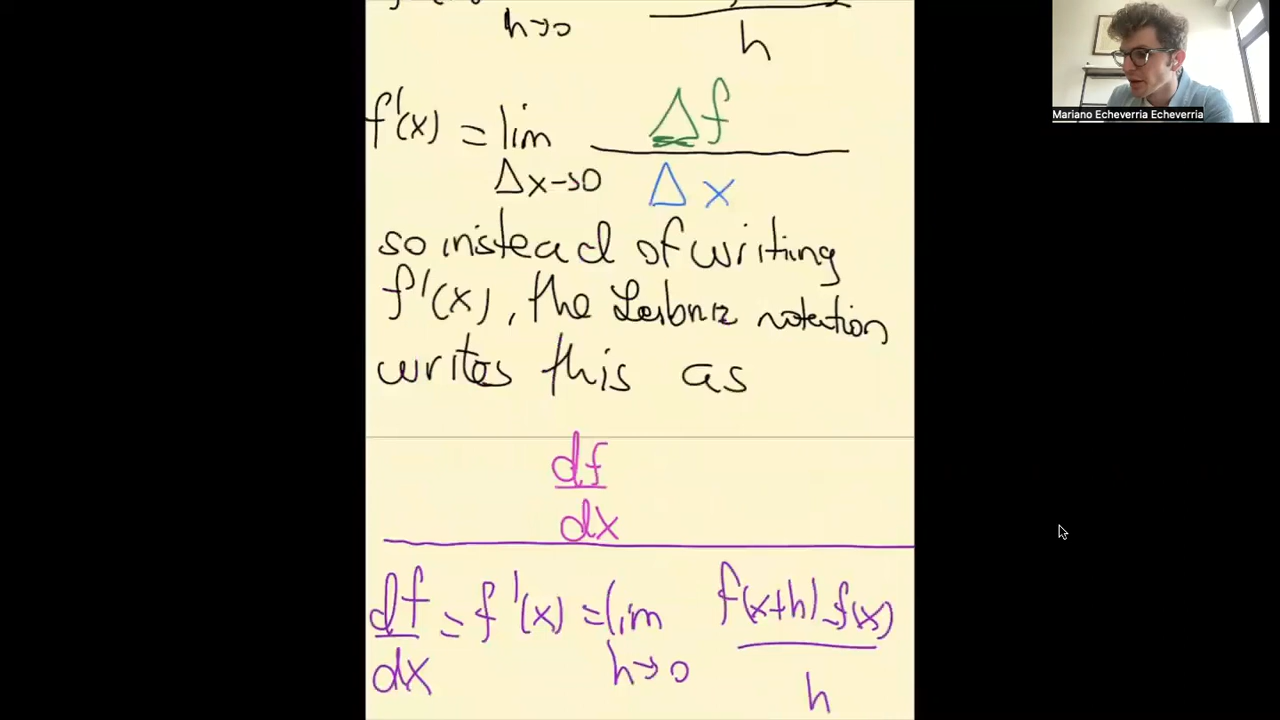 h→0 h
f'(x) = lim Δf
Δx→0 Δx
so instead of writing
f'(x), the Leibniz notation
writes this as
df
dx
df = f'(x) = lim f(x+h)-f(x)
dx h→0 h
Mariano Echeverria Echeverria